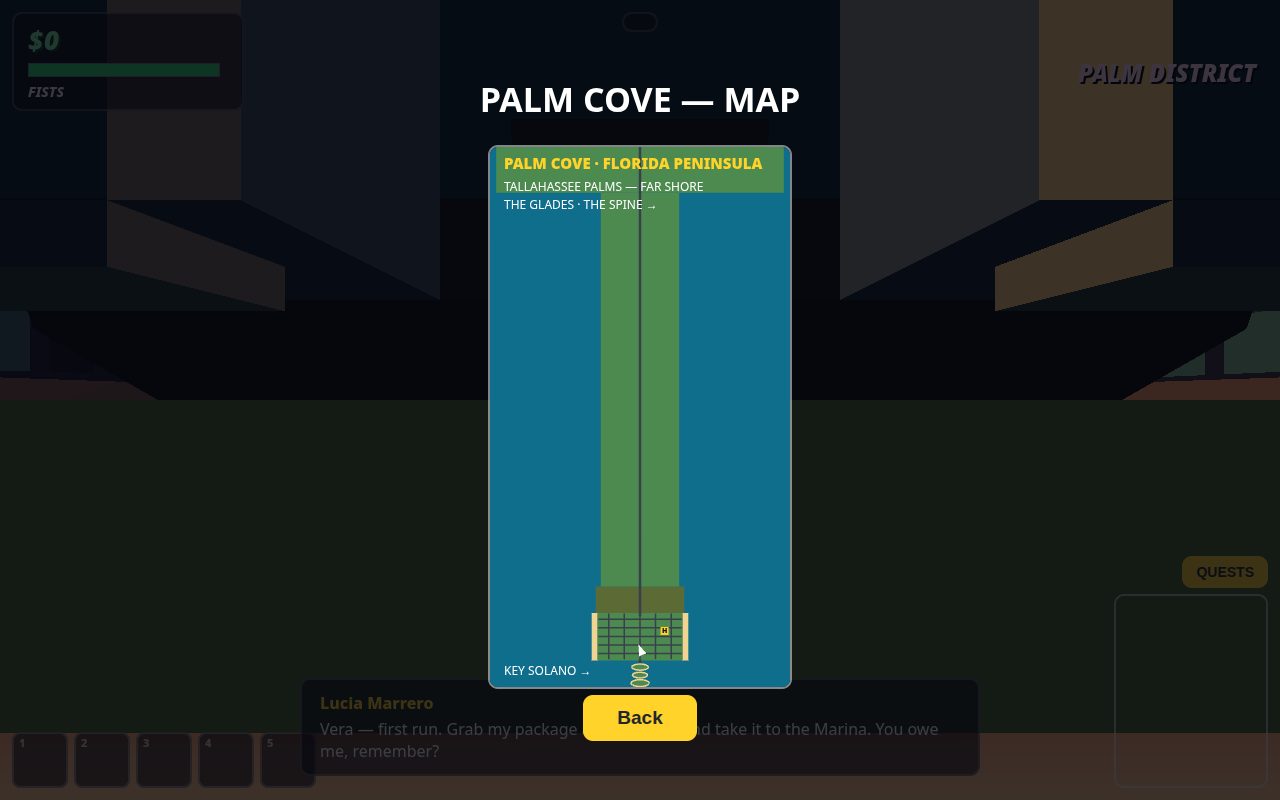 $0
FISTS
PALM DISTRICT
PALM COVE — MAP
PALM COVE · FLORIDA PENINSULA
TALLAHASSEE PALMS — FAR SHORE
THE GLADES · THE SPINE →
H
KEY SOLANO →
QUESTS
Back
Lucia Marrero
Vera — first run. Grab my package nd take it to the Marina. You owe
me, remember?
1 2 3 4 5